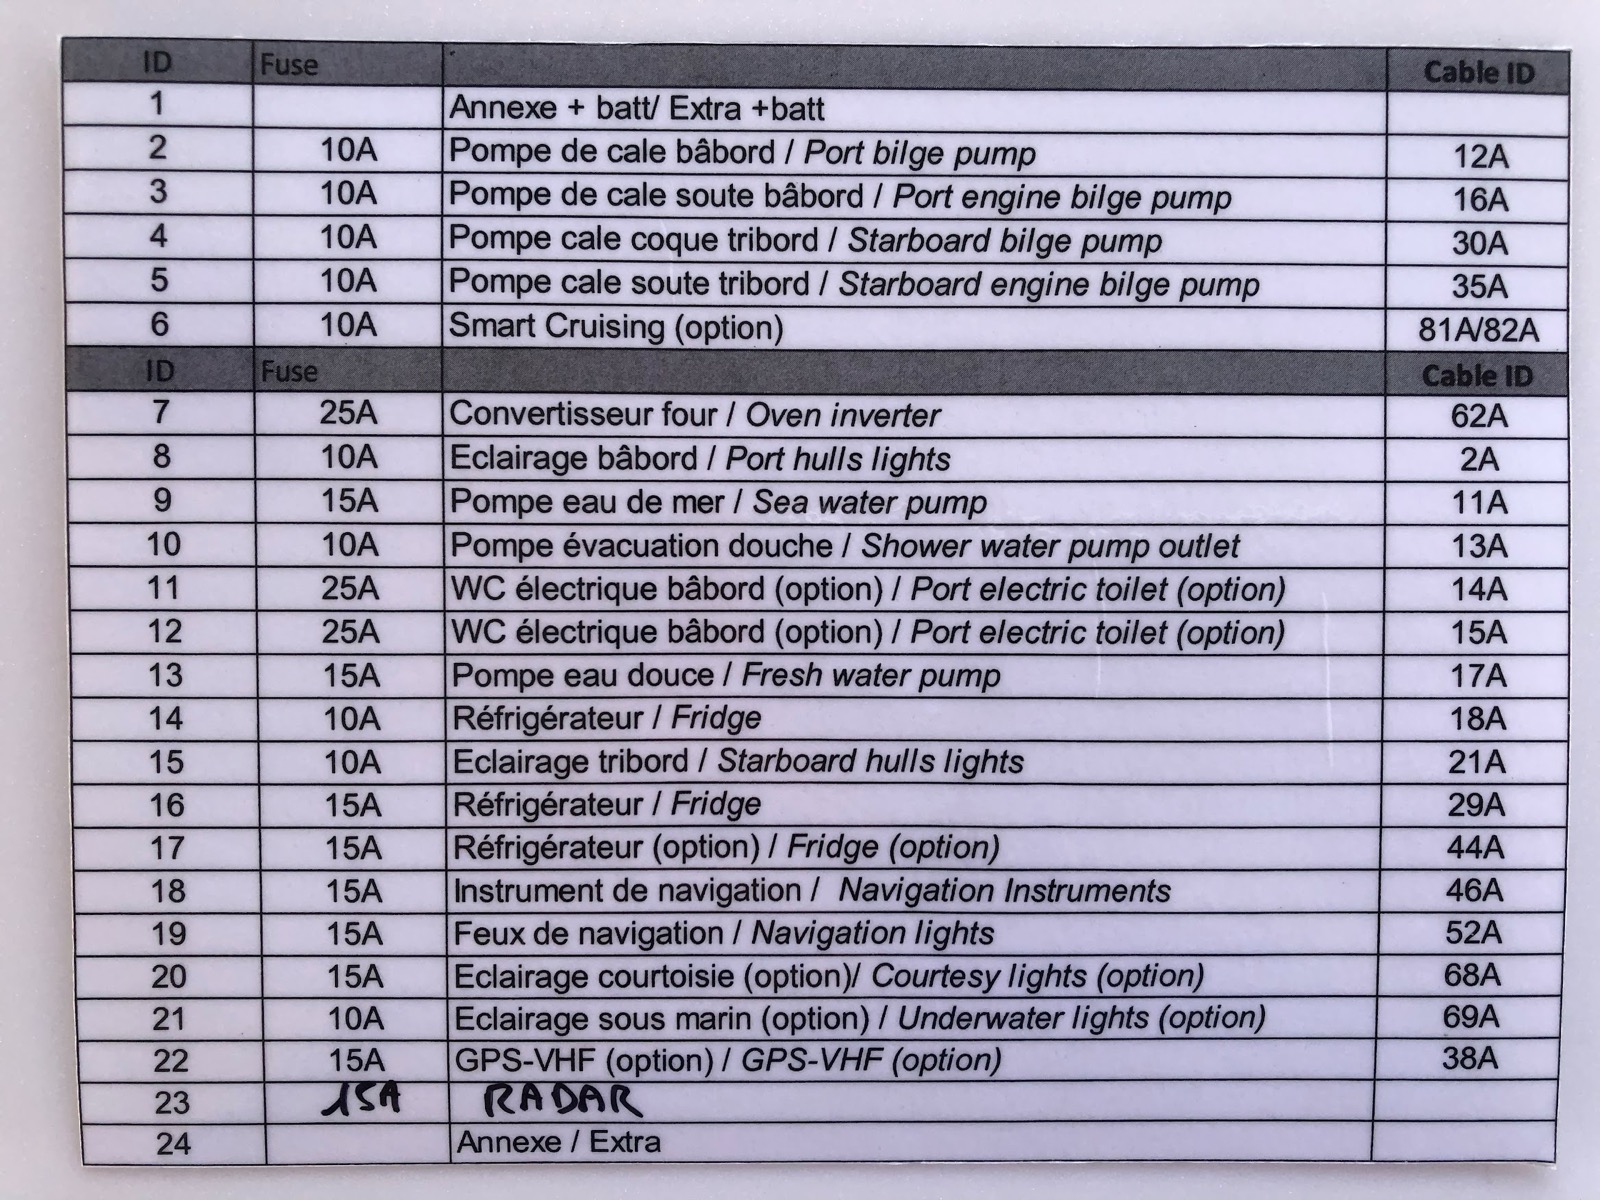 ID Fuse Cable ID
1 Annexe + batt/ Extra +batt
2 10A Pompe de cale bâbord / Port bilge pump 12A
3 10A Pompe de cale soute bâbord / Port engine bilge pump 16A
4 10A Pompe cale coque tribord / Starboard bilge pump 30A
5 10A Pompe cale soute tribord / Starboard engine bilge pump 35A
6 10A Smart Cruising (option) 81A/82A
ID Fuse Cable ID
7 25A Convertisseur four / Oven inverter 62A
8 10A Eclairage bâbord / Port hulls lights 2A
9 15A Pompe eau de mer / Sea water pump 11A
10 10A Pompe évacuation douche / Shower water pump outlet 13A
11 25A WC électrique bâbord (option) / Port electric toilet (option) 14A
12 25A WC électrique bâbord (option) / Port electric toilet (option) 15A
13 15A Pompe eau douce / Fresh water pump 17A
14 10A Réfrigérateur / Fridge 18A
15 10A Eclairage tribord / Starboard hulls lights 21A
16 15A Réfrigérateur / Fridge 29A
17 15A Réfrigérateur (option) / Fridge (option) 44A
18 15A Instrument de navigation / Navigation Instruments 46A
19 15A Feux de navigation / Navigation lights 52A
20 15A Eclairage courtoisie (option)/ Courtesy lights (option) 68A
21 10A Eclairage sous marin (option) / Underwater lights (option) 69A
22 15A GPS-VHF (option) / GPS-VHF (option) 38A
23 15A RADAR
24 Annexe / Extra